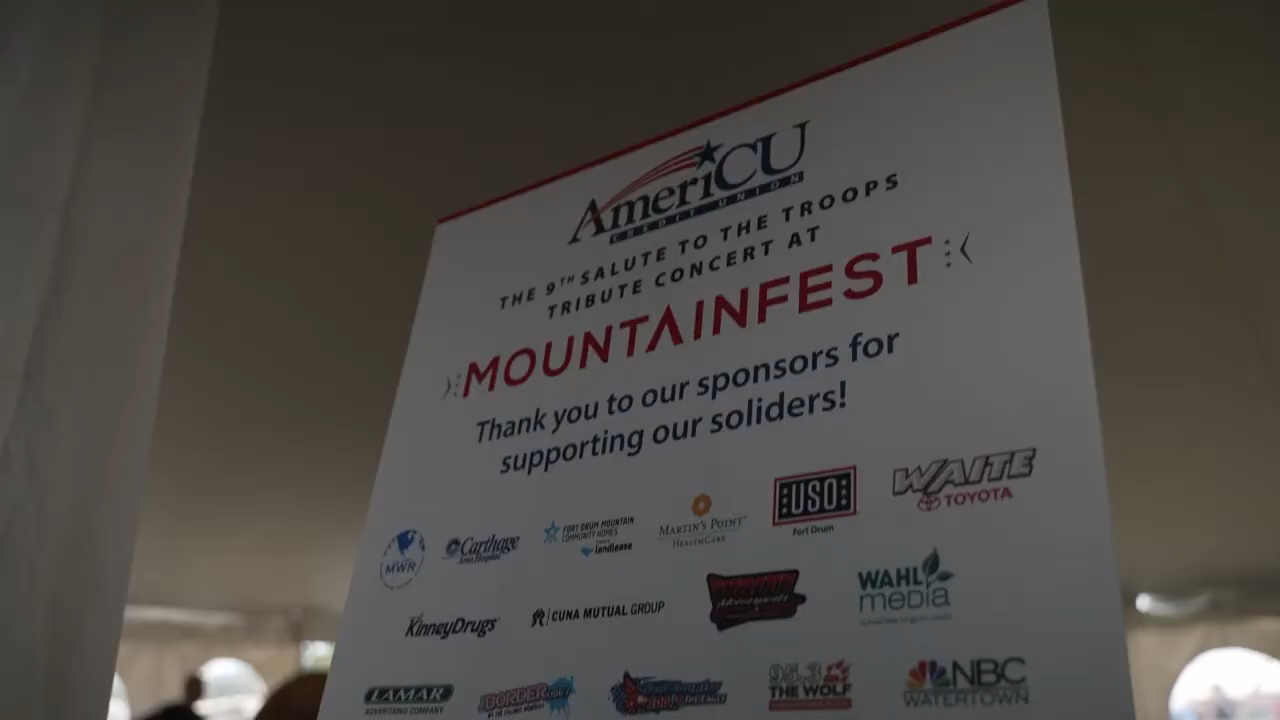 AmeriCU
CREDIT UNION
THE 9TH SALUTE TO THE TROOPS
TRIBUTE CONCERT AT
MOUNTAINFEST
Thank you to our sponsors for
supporting our soliders!
MWR
Carthage
Area Hospital
FORT DRUM MOUNTAIN
COMMUNITY HOMES
lendlease
MARTIN'S POINT
HEALTHCARE
USO
Fort Drum
WAITE
TOYOTA
KinneyDrugs
CUNA MUTUAL GROUP
WAHL
media
LAMAR
ADVERTISING COMPANY
BORDER
95.3
THE WOLF
NBC
WATERTOWN